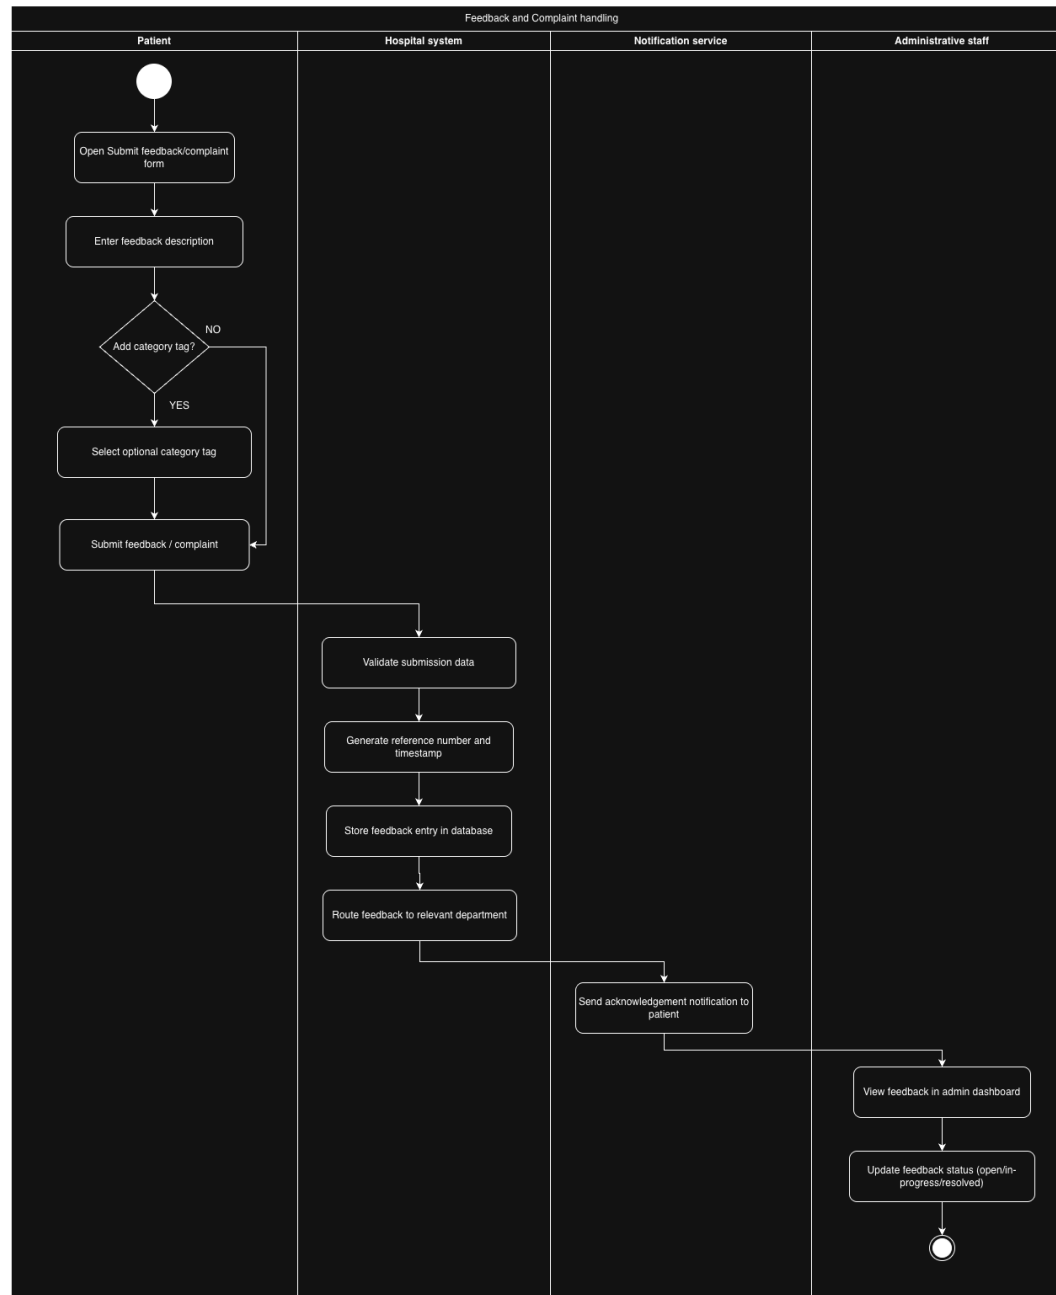 Feedback and Complaint handling
Patient
Hospital system
Notification service
Administrative staff
Open Submit feedback/complaint
form
Enter feedback description
Add category tag?
NO
YES
Select optional category tag
Submit feedback / complaint
Validate submission data
Generate reference number and
timestamp
Store feedback entry in database
Route feedback to relevant department
Send acknowledgement notification to
patient
View feedback in admin dashboard
Update feedback status (open/in-
progress/resolved)